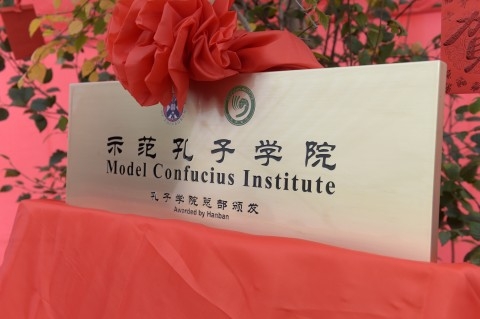 示范孔子学院
Model Confucius Institute
孔子学院总部颁发
Awarded by Hanban